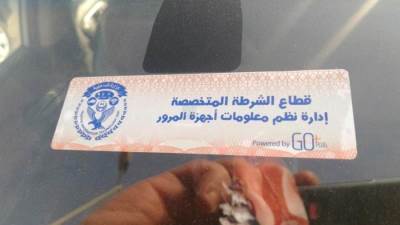 قطاع الشرطة المتخصصة
إدارة نظم معلومات أجهزة المرور
Powered by GO+